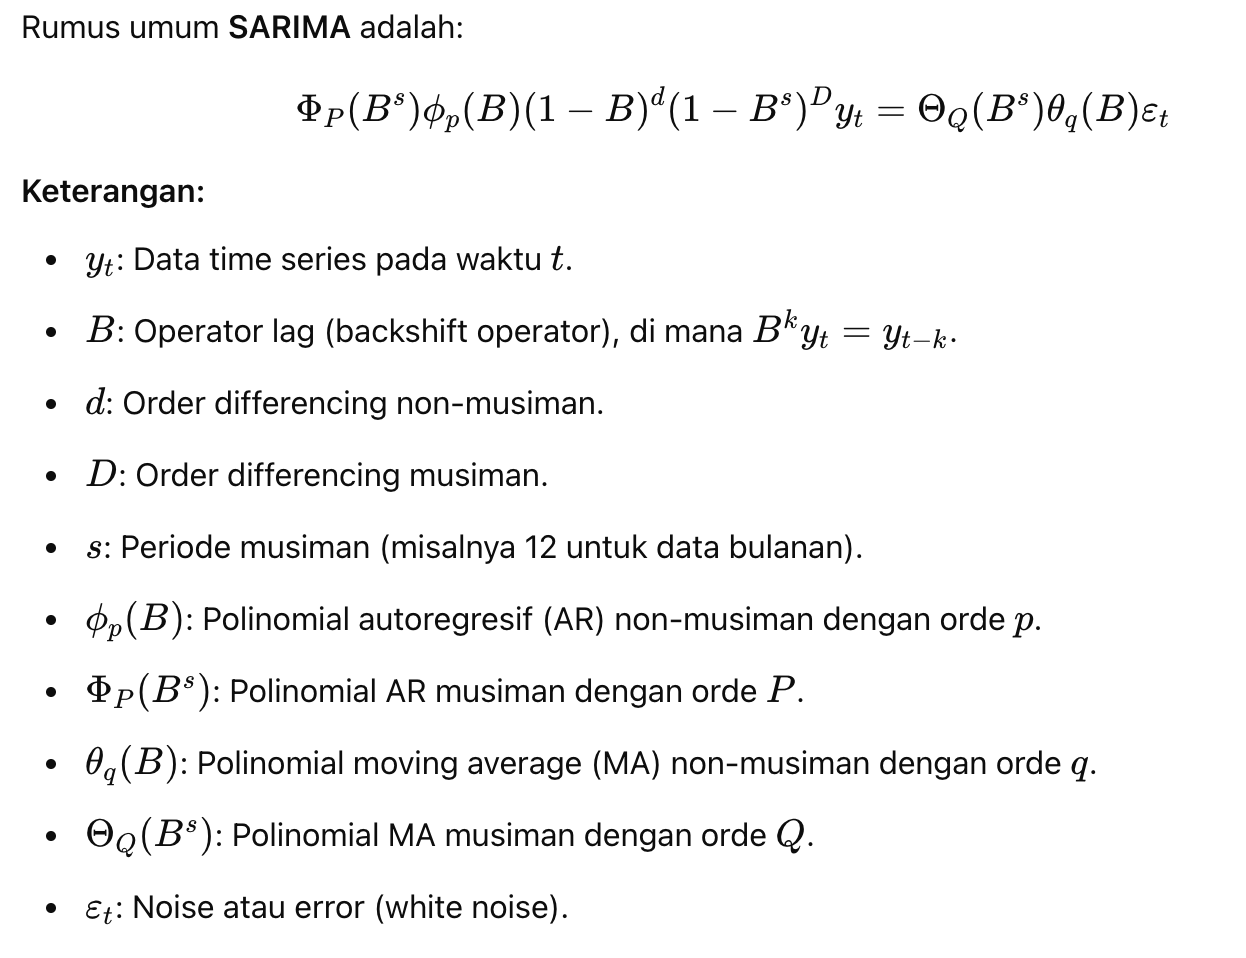 Rumus umum SARIMA adalah:
Φ_P(B^s)ϕ_p(B)(1 − B)^d(1 − B^s)^D y_t = Θ_Q(B^s)θ_q(B)ε_t
Keterangan:
• y_t: Data time series pada waktu t.
• B: Operator lag (backshift operator), di mana B^k y_t = y_{t−k}.
• d: Order differencing non-musiman.
• D: Order differencing musiman.
• s: Periode musiman (misalnya 12 untuk data bulanan).
• ϕ_p(B): Polinomial autoregresif (AR) non-musiman dengan orde p.
• Φ_P(B^s): Polinomial AR musiman dengan orde P.
• θ_q(B): Polinomial moving average (MA) non-musiman dengan orde q.
• Θ_Q(B^s): Polinomial MA musiman dengan orde Q.
• ε_t: Noise atau error (white noise).